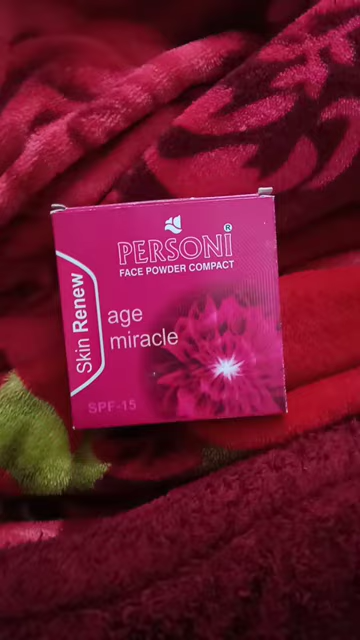 PERSONi®
FACE POWDER COMPACT
Skin Renew
age
miracle
SPF-15